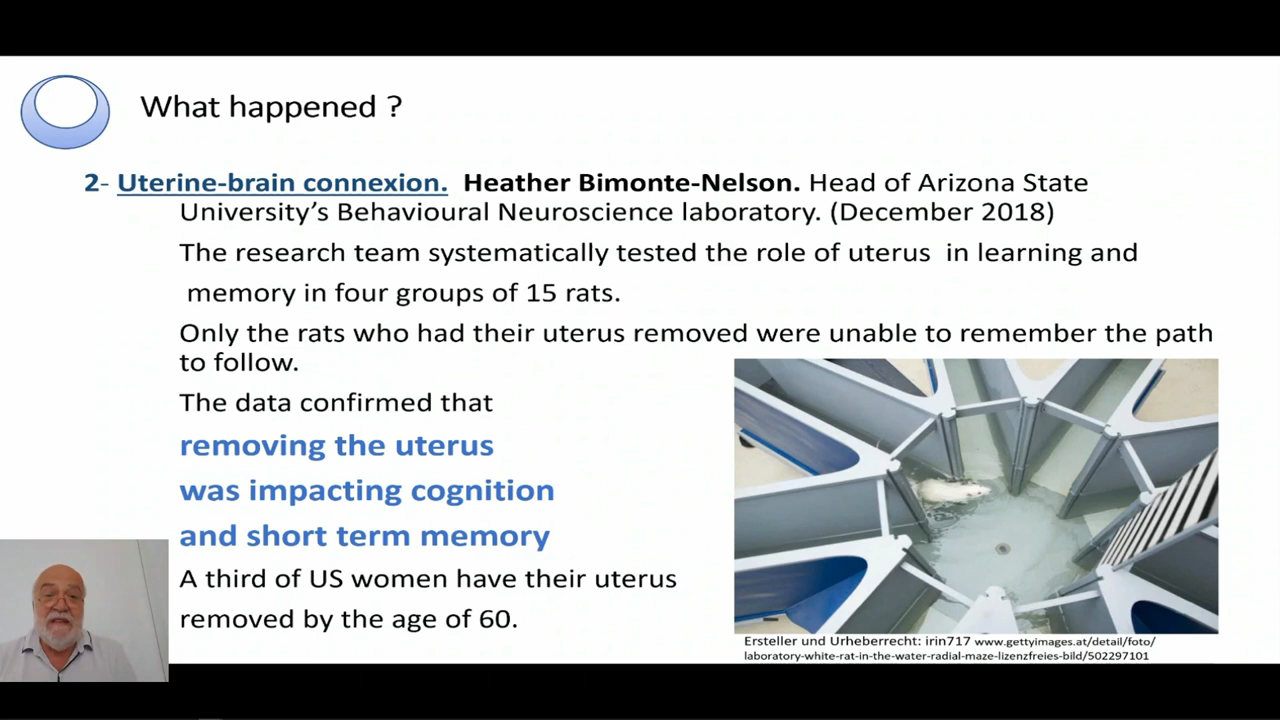 What happened ?
2- Uterine-brain connexion. Heather Bimonte-Nelson. Head of Arizona State
University’s Behavioural Neuroscience laboratory. (December 2018)
The research team systematically tested the role of uterus in learning and
memory in four groups of 15 rats.
Only the rats who had their uterus removed were unable to remember the path
to follow.
The data confirmed that
removing the uterus
was impacting cognition
and short term memory
A third of US women have their uterus
removed by the age of 60.
Ersteller und Urheberrecht: irin717 www.gettyimages.at/detail/foto/
laboratory-white-rat-in-the-water-radial-maze-lizenzfreies-bild/502297101